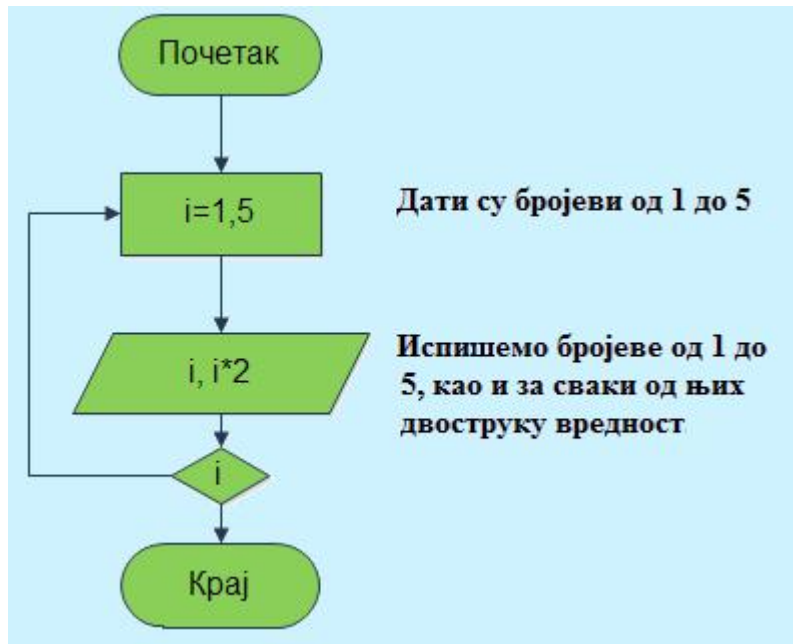 Почетак
i=1,5
Дати су бројеви од 1 до 5
i, i*2
Испишемо бројеве од 1 до
5, као и за сваки од њих
двоструку вредност
i
Крај